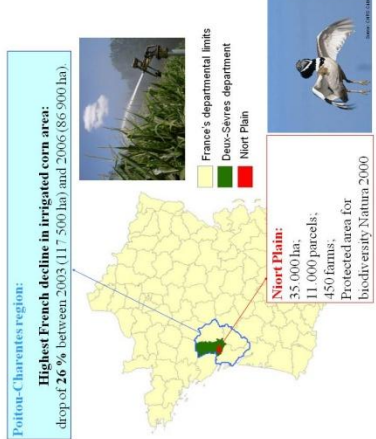 Poitou-Charentes region:
Highest French decline in irrigated corn area:
drop of 26 % between 2003 (117 500 ha) and 2006 (86 900 ha).
France's departmental limits
Deux-Sèvres department
Niort Plain
Niort Plain:
35.000 ha;
11.000 parcels;
450 farms;
Protected area for
biodiversity Natura 2000